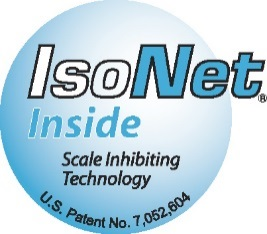 IsoNet®
Inside
Scale Inhibiting
Technology
U.S. Patent No. 7,052,604